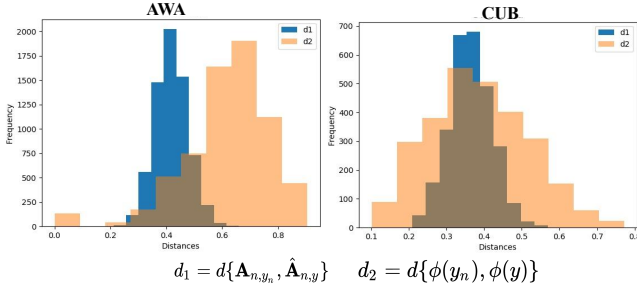 AWA
CUB
d1
d2
d1
d2
2000
1750
1500
1250
1000
750
500
250
0
700
600
500
400
300
200
100
0
Frequency
Frequency
0.0 0.2 0.4 0.6 0.8
0.1 0.2 0.3 0.4 0.5 0.6 0.7
Distances
Distances
d₁ = d{A_{n,y_n}, Â_{n,y}} d₂ = d{ϕ(y_n), ϕ(y)}